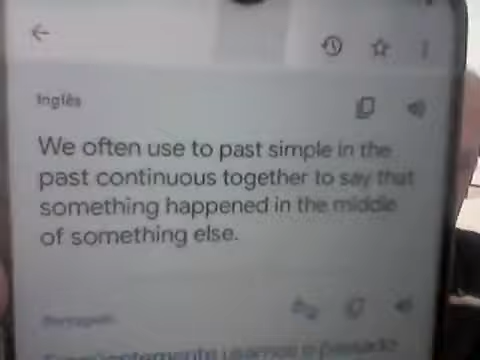 Inglês
We often use to past simple in the
past continuous together to say that
something happened in the middle
of something else.
Português